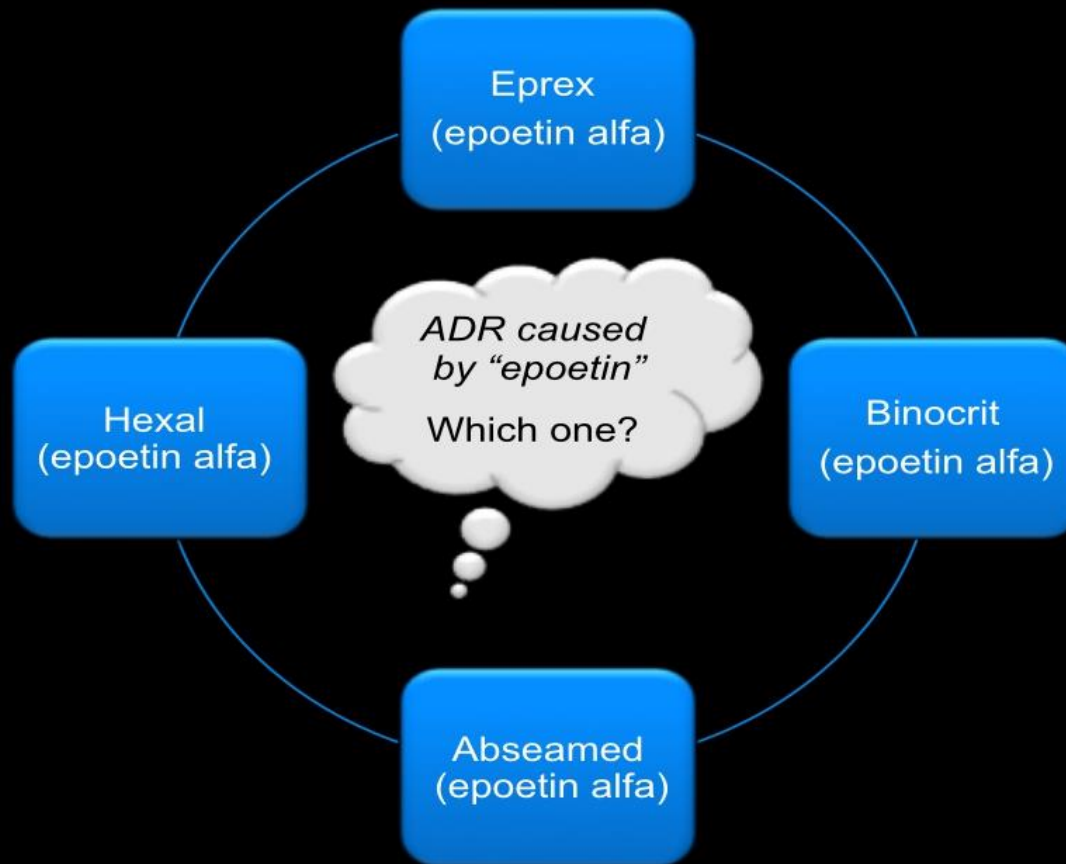 Eprex
(epoetin alfa)
ADR caused
by “epoetin”
Which one?
Hexal
(epoetin alfa)
Binocrit
(epoetin alfa)
Abseamed
(epoetin alfa)